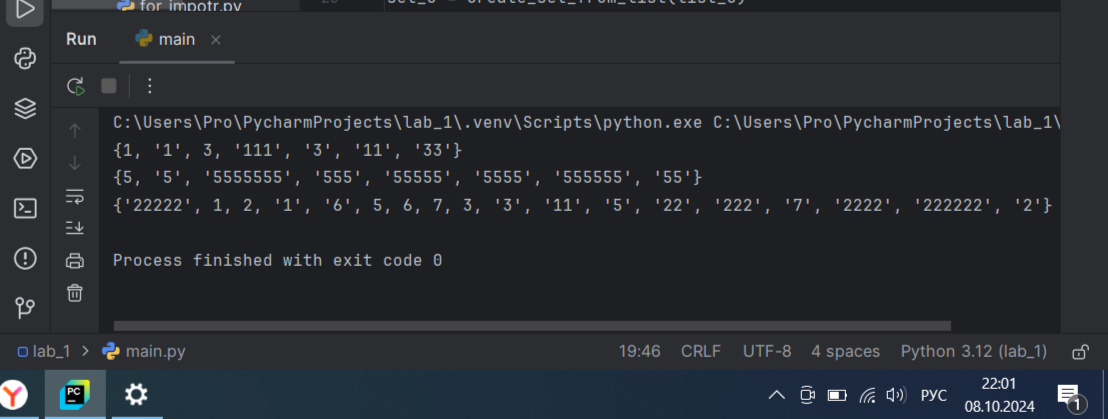 for_impotr.py
Run main
C:\Users\Pro\PycharmProjects\lab_1\.venv\Scripts\python.exe C:\Users\Pro\PycharmProjects\lab_1\
{1, '1', 3, '111', '3', '11', '33'}
{5, '5', '5555555', '555', '55555', '5555', '555555', '55'}
{'22222', 1, 2, '1', '6', 5, 6, 7, 3, '3', '11', '5', '22', '222', '7', '2222', '222222', '2'}
Process finished with exit code 0
lab_1 > main.py 19:46 CRLF UTF-8 4 spaces Python 3.12 (lab_1)
PC РУС 22:01 1
08.10.2024